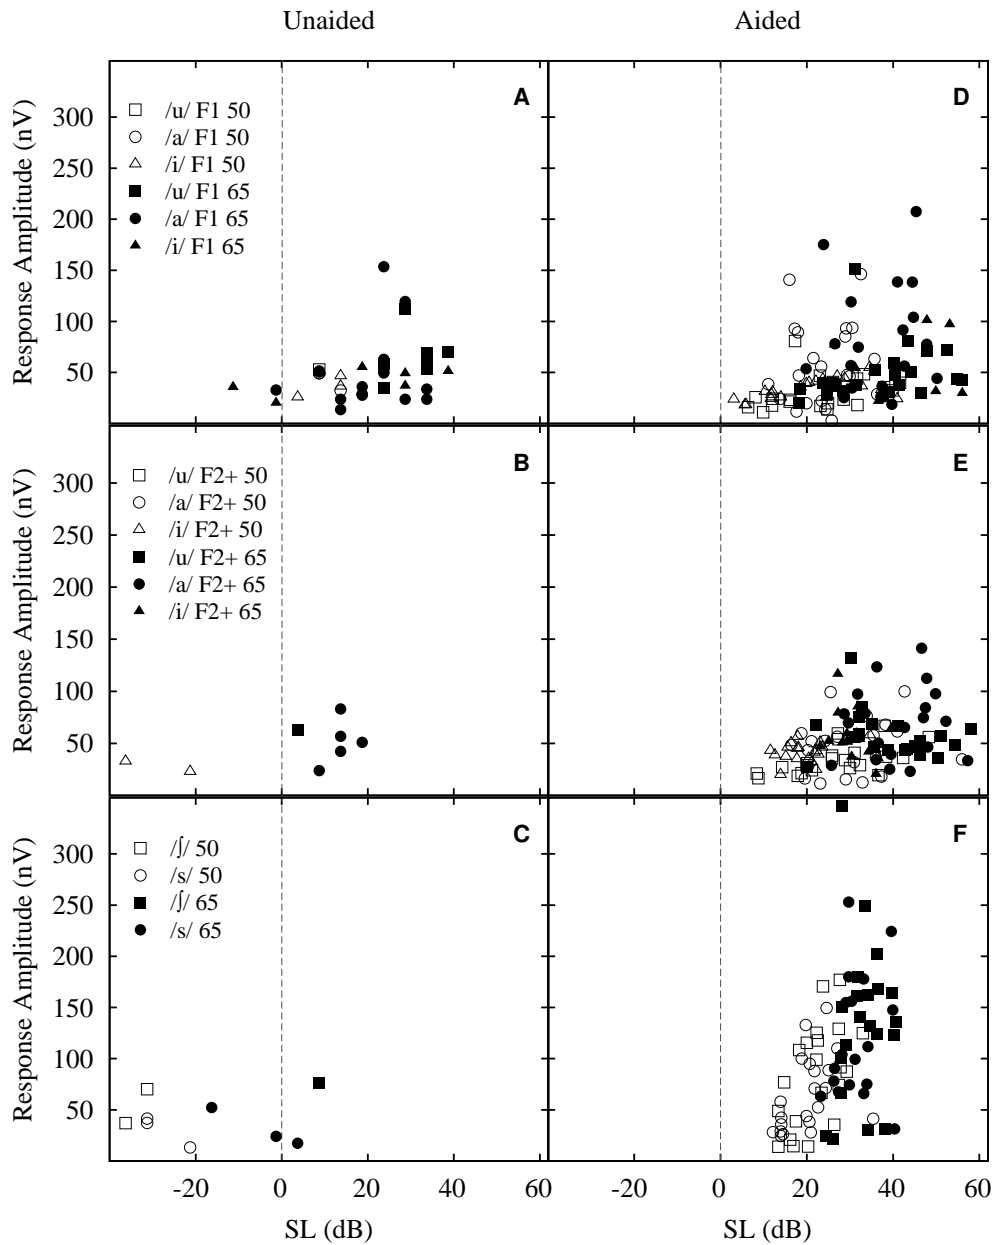 Unaided Aided
A
D
Response Amplitude (nV)
300
250
200
150
100
50
/u/ F1 50
/a/ F1 50
/i/ F1 50
/u/ F1 65
/a/ F1 65
/i/ F1 65
B
E
Response Amplitude (nV)
300
250
200
150
100
50
/u/ F2+ 50
/a/ F2+ 50
/i/ F2+ 50
/u/ F2+ 65
/a/ F2+ 65
/i/ F2+ 65
C
F
Response Amplitude (nV)
300
250
200
150
100
50
/ʃ/ 50
/s/ 50
/ʃ/ 65
/s/ 65
-20 0 20 40 -20 0 20 40 60
SL (dB) SL (dB)